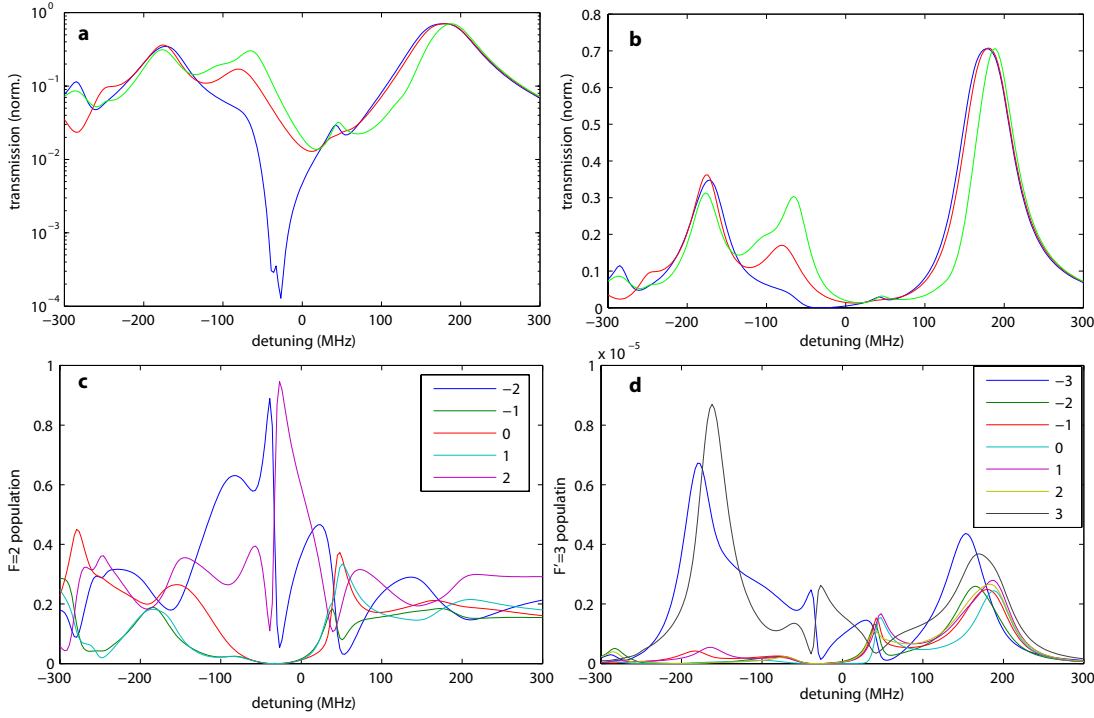 a
transmission (norm.)
10^0
10^−1
10^−2
10^−3
10^−4
−300 −200 −100 0 100 200 300
detuning (MHz)
b
transmission (norm.)
0.8
0.7
0.6
0.5
0.4
0.3
0.2
0.1
0
−300 −200 −100 0 100 200 300
detuning (MHz)
c
F=2 population
1
0.8
0.6
0.4
0.2
0
−300 −200 −100 0 100 200 300
detuning (MHz)
−2
−1
0
1
2
d
x 10^−5
F'=3 populatin
1
0.8
0.6
0.4
0.2
0
−300 −200 −100 0 100 200 300
detuning (MHz)
−3
−2
−1
0
1
2
3